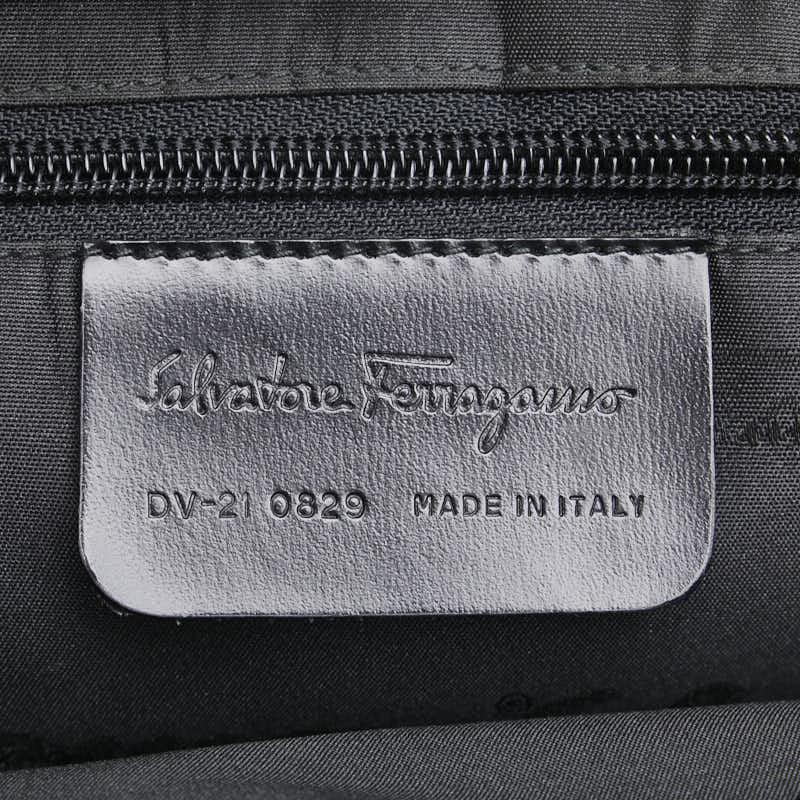 Salvatore Ferragamo
DV-21 0829 MADE IN ITALY